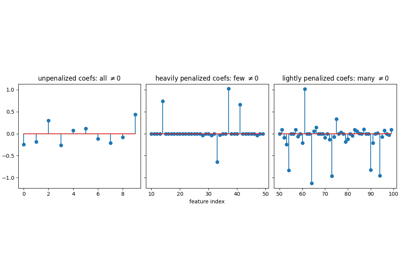 unpenalized coefs: all ≠0
heavily penalized coefs: few ≠0
lightly penalized coefs: many ≠0
1.0
0.5
0.0
−0.5
−1.0
0 2 4 6 8
10 20 30 40 50
50 60 70 80 90 100
feature index